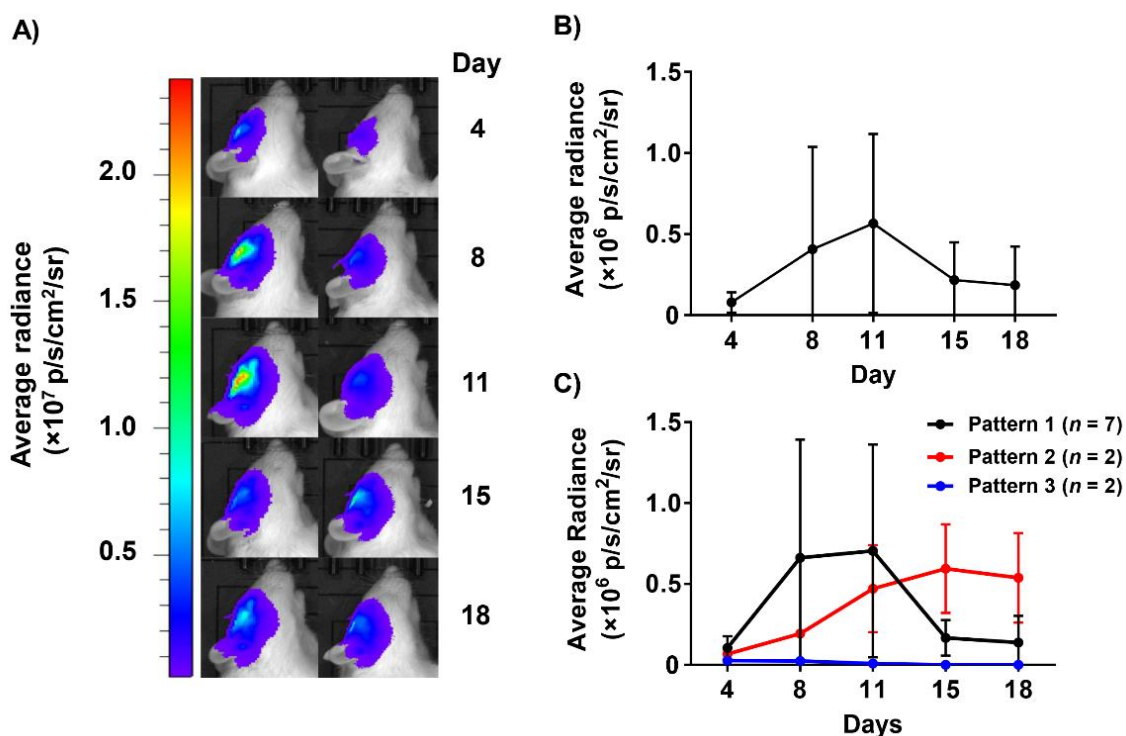 A)
Day
4
8
11
15
18
2.0
1.5
1.0
0.5
Average radiance
(×10⁷ p/s/cm²/sr)
B)
1.5
1.0
0.5
0
Average radiance
(×10⁶ p/s/cm²/sr)
4 8 11 15 18
Day
C)
Pattern 1 (n = 7)
Pattern 2 (n = 2)
Pattern 3 (n = 2)
1.5
1.0
0.5
0
Average Radiance
(×10⁶ p/s/cm²/sr)
4 8 11 15 18
Days